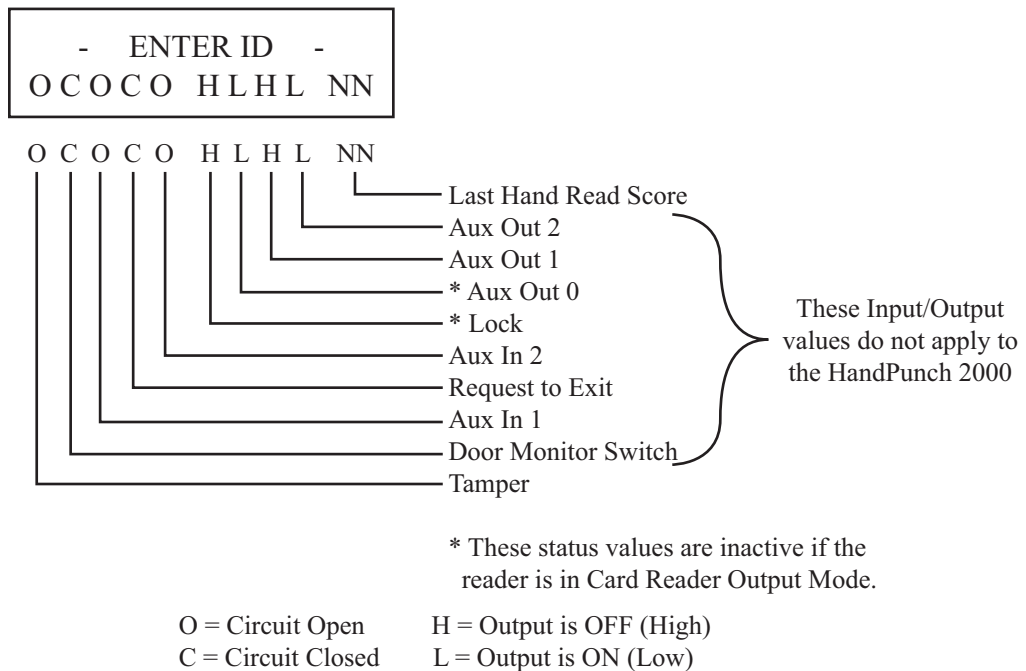 - ENTER ID -
O C O C O H L H L NN
O C O C O H L H L NN
Last Hand Read Score
Aux Out 2
Aux Out 1
* Aux Out 0
* Lock
Aux In 2
Request to Exit
Aux In 1
Door Monitor Switch
Tamper
These Input/Output
values do not apply to
the HandPunch 2000
* These status values are inactive if the
reader is in Card Reader Output Mode.
O = Circuit Open H = Output is OFF (High)
C = Circuit Closed L = Output is ON (Low)